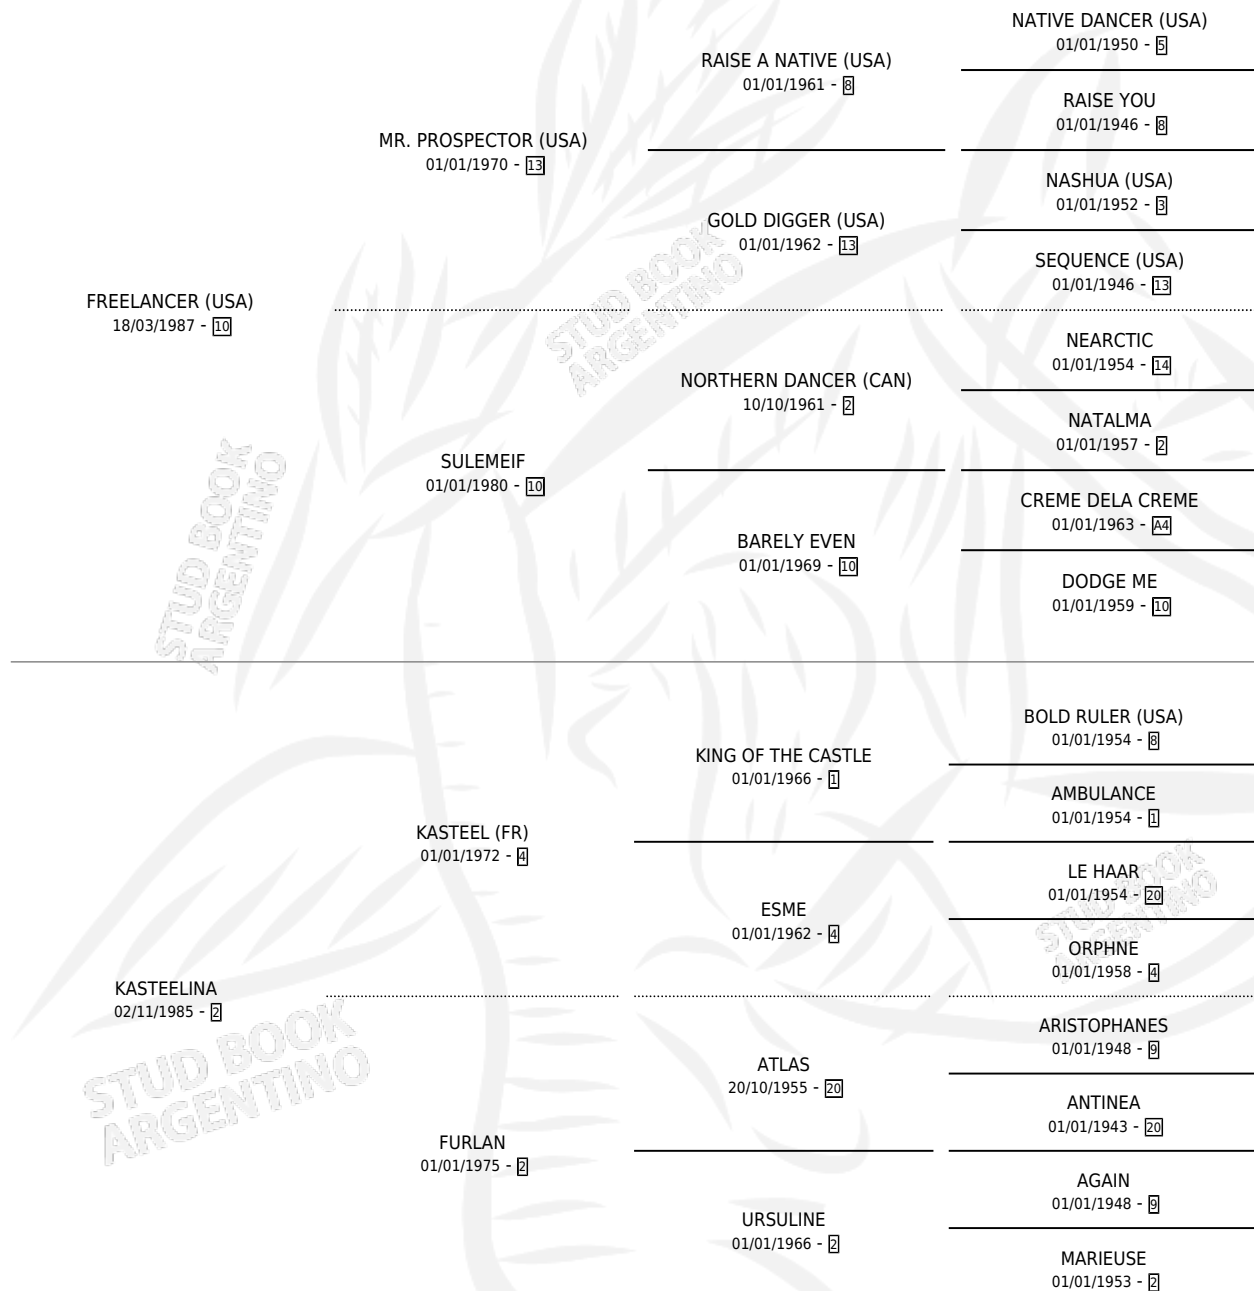 NATIVE DANCER (USA)
01/01/1950 - 5
RAISE A NATIVE (USA)
01/01/1961 - 8
RAISE YOU
01/01/1946 - 8
MR. PROSPECTOR (USA)
01/01/1970 - 13
NASHUA (USA)
01/01/1952 - 3
GOLD DIGGER (USA)
01/01/1962 - 13
SEQUENCE (USA)
01/01/1946 - 13
FREELANCER (USA)
18/03/1987 - 10
NEARCTIC
01/01/1954 - 14
NORTHERN DANCER (CAN)
10/10/1961 - 2
NATALMA
01/01/1957 - 2
SULEMEIF
01/01/1980 - 10
CREME DELA CREME
01/01/1963 - A4
BARELY EVEN
01/01/1969 - 10
DODGE ME
01/01/1959 - 10
BOLD RULER (USA)
01/01/1954 - 8
KING OF THE CASTLE
01/01/1966 - 1
AMBULANCE
01/01/1954 - 1
KASTEEL (FR)
01/01/1972 - 4
LE HAAR
01/01/1954 - 20
ESME
01/01/1962 - 4
ORPHNE
01/01/1958 - 4
KASTEELINA
02/11/1985 - 2
ARISTOPHANES
01/01/1948 - 9
ATLAS
20/10/1955 - 20
ANTINEA
01/01/1943 - 20
FURLAN
01/01/1975 - 2
AGAIN
01/01/1948 - 9
URSULINE
01/01/1966 - 2
MARIEUSE
01/01/1953 - 2
STUD BOOK
ARGENTINO
STUD BOOK
ARGENTINO
STUD BOOK
ARGENTINO
STUD BOOK
ARGENTINO